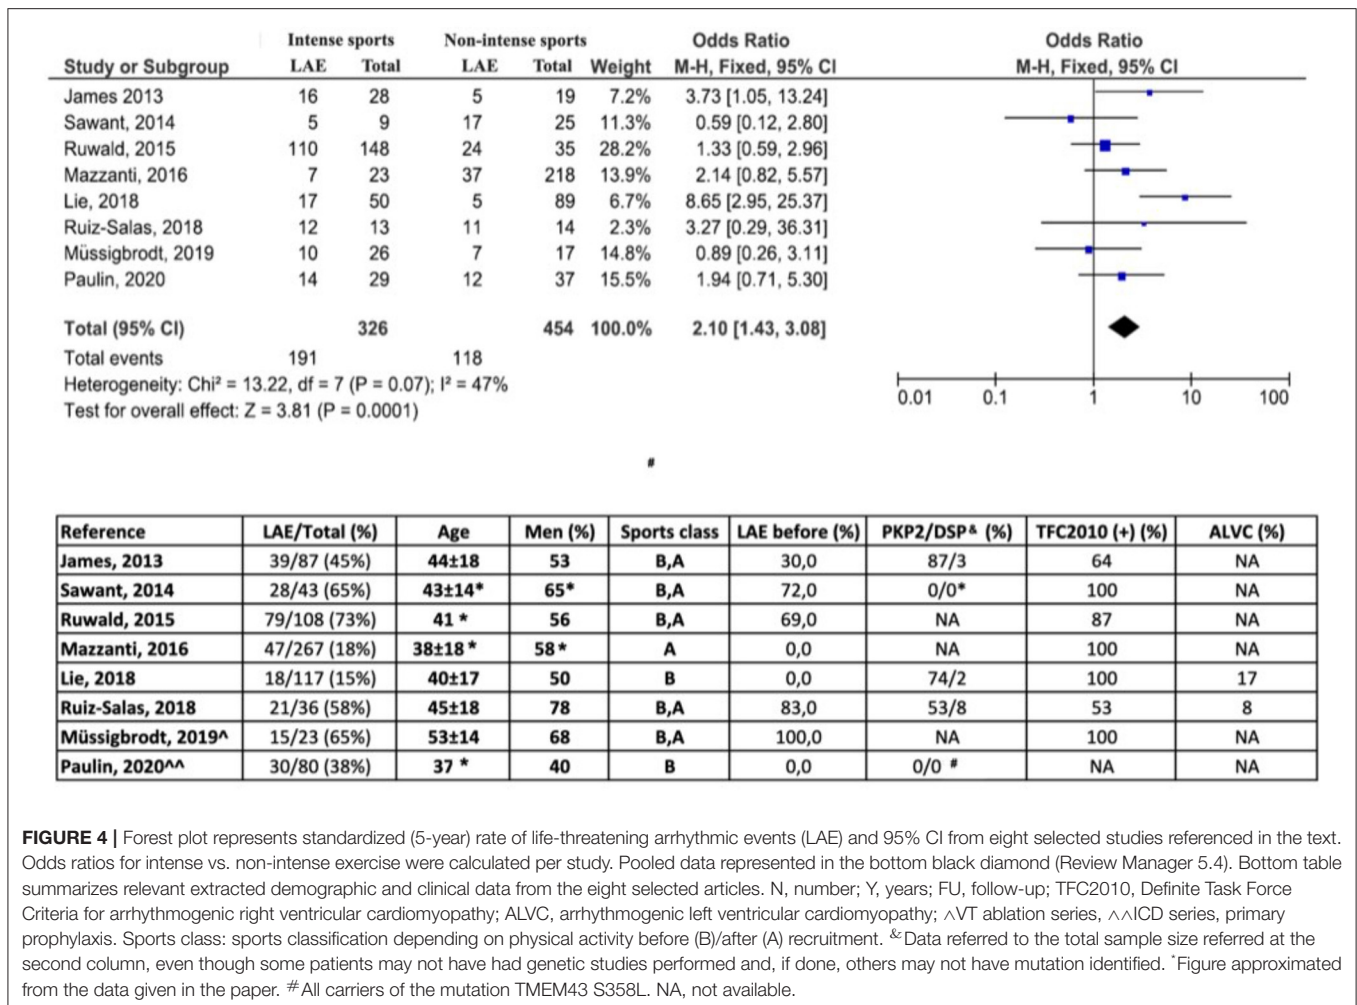 Intense sports Non-intense sports Odds Ratio Odds Ratio
Study or Subgroup LAE Total LAE Total Weight M-H, Fixed, 95% CI M-H, Fixed, 95% CI
James 2013 16 28 5 19 7.2% 3.73 [1.05, 13.24]
Sawant, 2014 5 9 17 25 11.3% 0.59 [0.12, 2.80]
Ruwald, 2015 110 148 24 35 28.2% 1.33 [0.59, 2.96]
Mazzanti, 2016 7 23 37 218 13.9% 2.14 [0.82, 5.57]
Lie, 2018 17 50 5 89 6.7% 8.65 [2.95, 25.37]
Ruiz-Salas, 2018 12 13 11 14 2.3% 3.27 [0.29, 36.31]
Müssigbrodt, 2019 10 26 7 17 14.8% 0.89 [0.26, 3.11]
Paulin, 2020 14 29 12 37 15.5% 1.94 [0.71, 5.30]
Total (95% CI) 326 454 100.0% 2.10 [1.43, 3.08]
Total events 191 118
Heterogeneity: Chi² = 13.22, df = 7 (P = 0.07); I² = 47%
Test for overall effect: Z = 3.81 (P = 0.0001)
0.01 0.1 1 10 100
#
Reference LAE/Total (%) Age Men (%) Sports class LAE before (%) PKP2/DSP& (%) TFC2010 (+) (%) ALVC (%)
James, 2013 39/87 (45%) 44±18 53 B,A 30,0 87/3 64 NA
Sawant, 2014 28/43 (65%) 43±14* 65* B,A 72,0 0/0* 100 NA
Ruwald, 2015 79/108 (73%) 41 * 56 B,A 69,0 NA 87 NA
Mazzanti, 2016 47/267 (18%) 38±18 * 58* A 0,0 NA 100 NA
Lie, 2018 18/117 (15%) 40±17 50 B 0,0 74/2 100 17
Ruiz-Salas, 2018 21/36 (58%) 45±18 78 B,A 83,0 53/8 53 8
Müssigbrodt, 2019^ 15/23 (65%) 53±14 68 B,A 100,0 NA 100 NA
Paulin, 2020^^ 30/80 (38%) 37 * 40 B 0,0 0/0 # NA NA
FIGURE 4 | Forest plot represents standardized (5-year) rate of life-threatening arrhythmic events (LAE) and 95% CI from eight selected studies referenced in the text.
Odds ratios for intense vs. non-intense exercise were calculated per study. Pooled data represented in the bottom black diamond (Review Manager 5.4). Bottom table
summarizes relevant extracted demographic and clinical data from the eight selected articles. N, number; Y, years; FU, follow-up; TFC2010, Definite Task Force
Criteria for arrhythmogenic right ventricular cardiomyopathy; ALVC, arrhythmogenic left ventricular cardiomyopathy; ∧VT ablation series, ∧∧ICD series, primary
prophylaxis. Sports class: sports classification depending on physical activity before (B)/after (A) recruitment. &Data referred to the total sample size referred at the
second column, even though some patients may not have had genetic studies performed and, if done, others may not have mutation identified. *Figure approximated
from the data given in the paper. #All carriers of the mutation TMEM43 S358L. NA, not available.